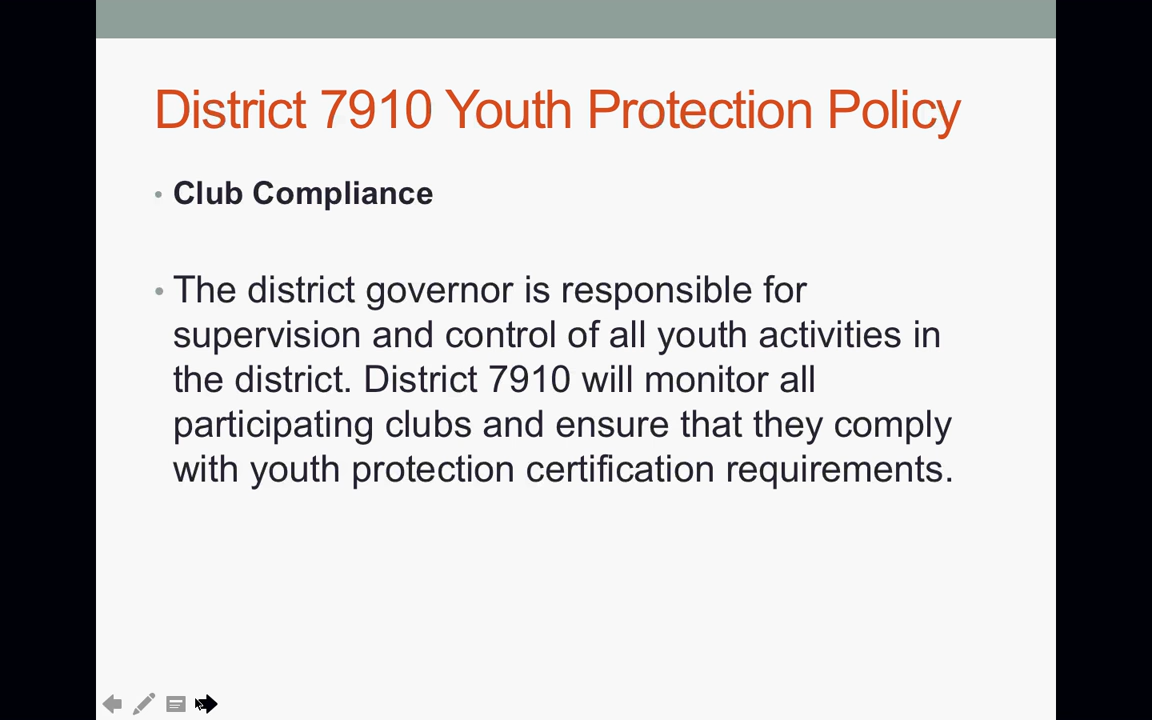 District 7910 Youth Protection Policy
• Club Compliance
• The district governor is responsible for
supervision and control of all youth activities in
the district. District 7910 will monitor all
participating clubs and ensure that they comply
with youth protection certification requirements.